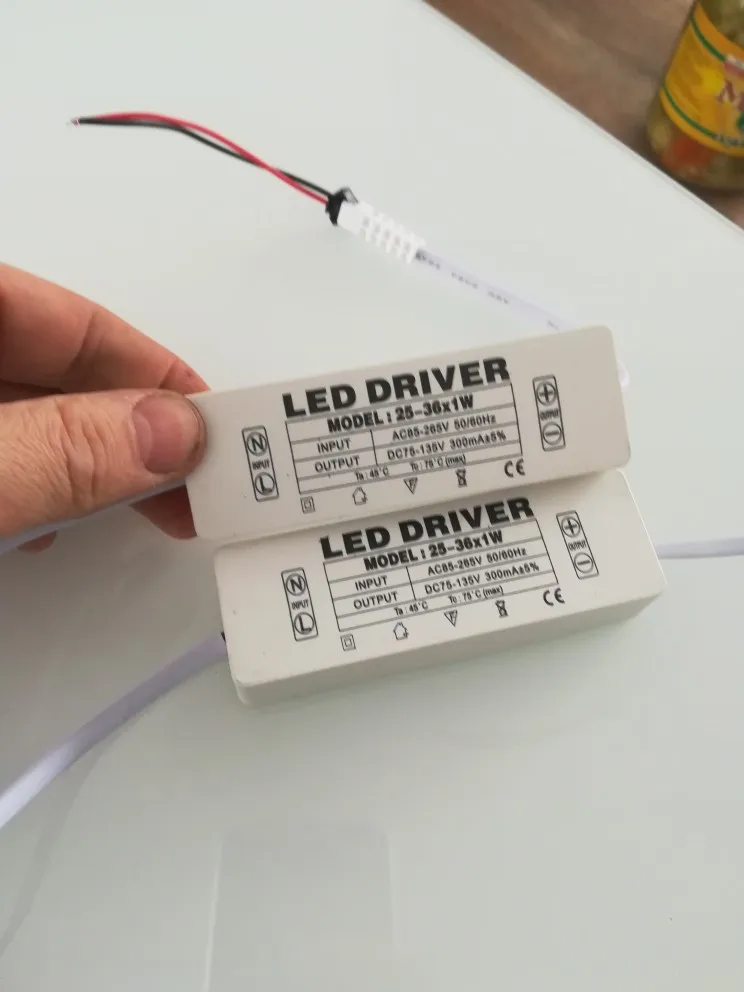 LED DRIVER
MODEL : 25-36x1W
N INPUT L
INPUT AC85-265V 50/60Hz
OUTPUT DC75-135V 300mA±5%
Ta : 45°C Tc : 75°C (max)
+ OUTPUT −
F CE
LED DRIVER
MODEL : 25-36x1W
N INPUT L
INPUT AC85-265V 50/60Hz
OUTPUT DC75-135V 300mA±5%
Ta : 45°C Tc : 75°C (max)
+ OUTPUT −
F CE